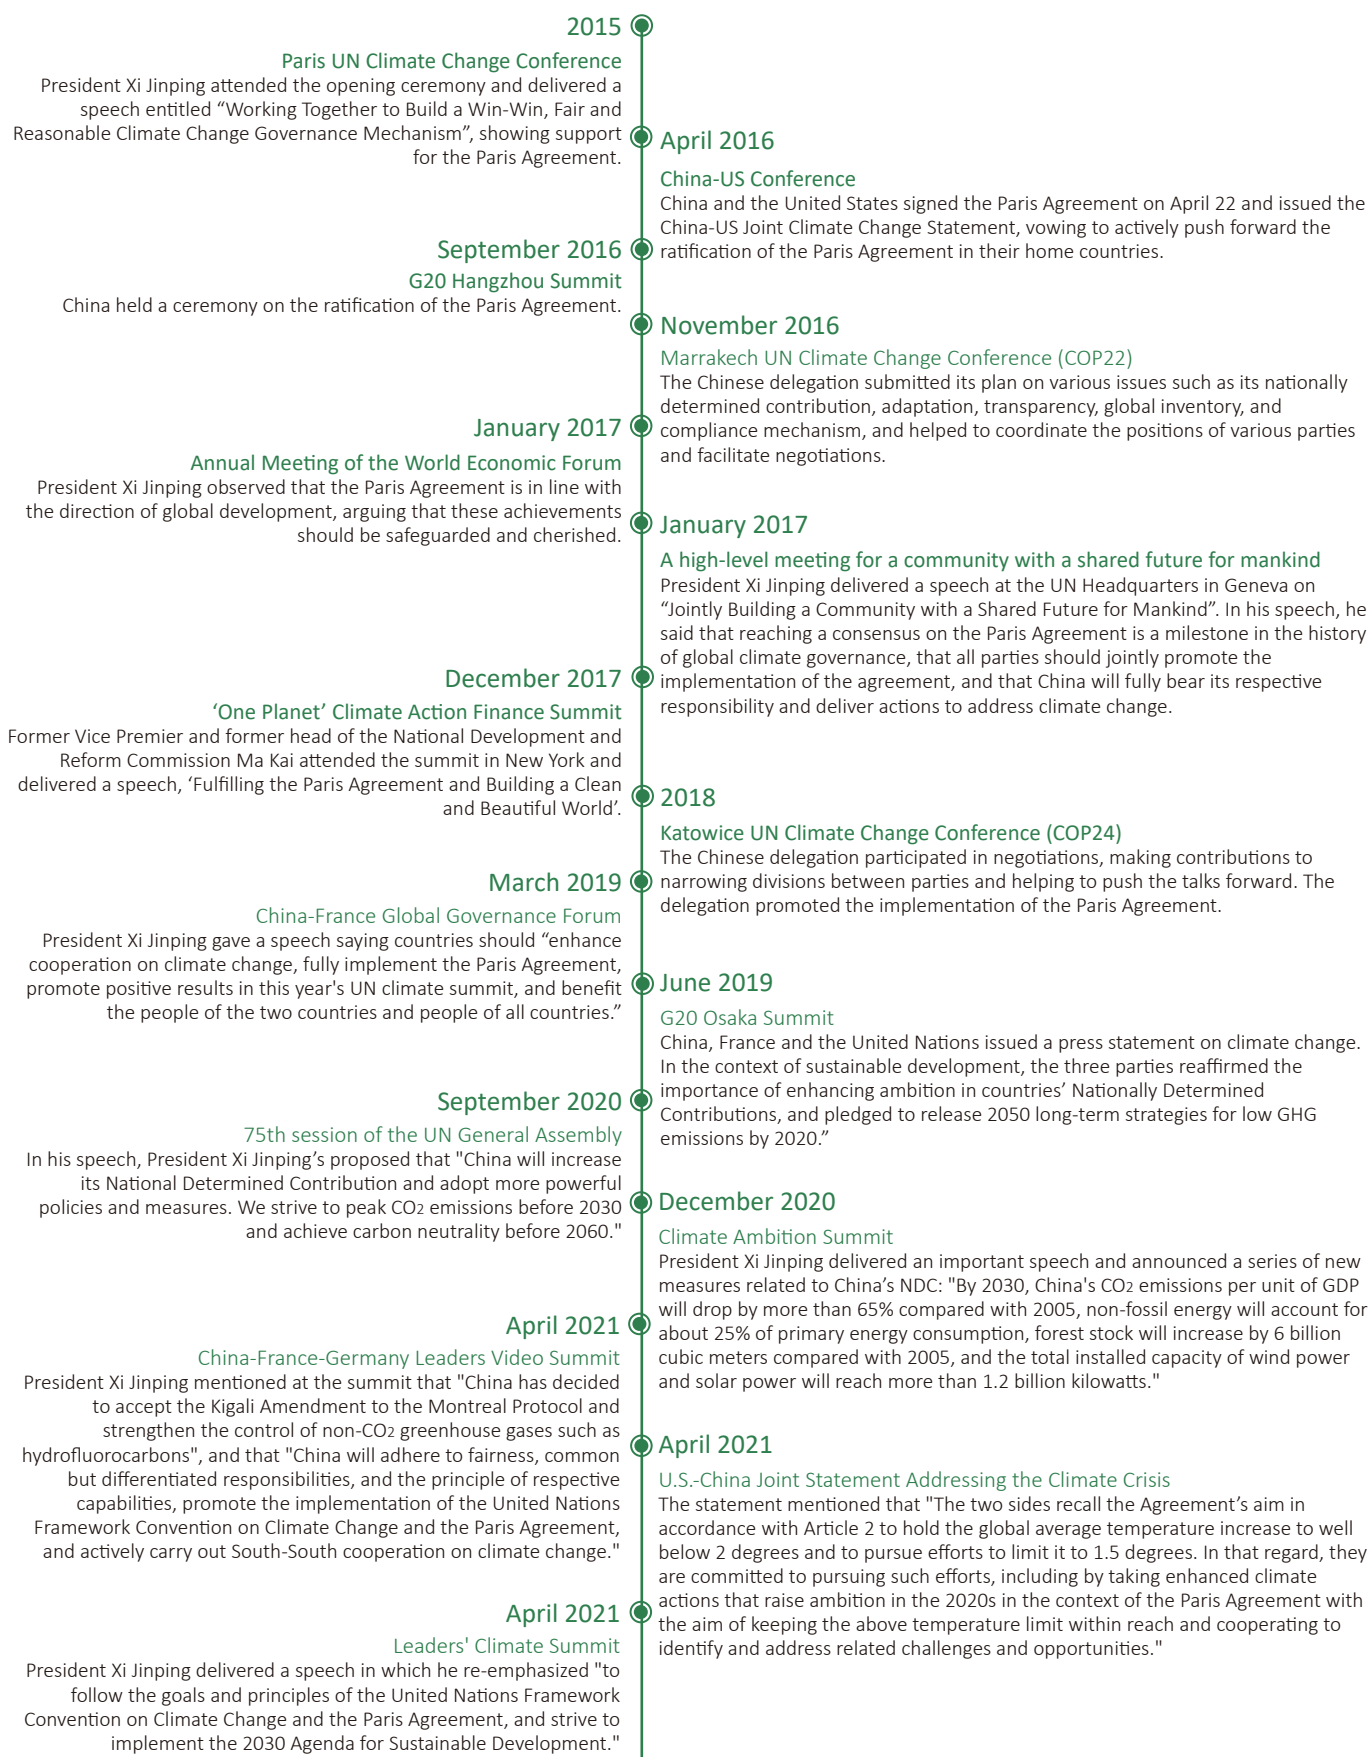 2015
Paris UN Climate Change Conference
President Xi Jinping attended the opening ceremony and delivered a
speech entitled “Working Together to Build a Win-Win, Fair and
Reasonable Climate Change Governance Mechanism”, showing support
for the Paris Agreement.
April 2016
China-US Conference
China and the United States signed the Paris Agreement on April 22 and issued the
China-US Joint Climate Change Statement, vowing to actively push forward the
ratification of the Paris Agreement in their home countries.
September 2016
G20 Hangzhou Summit
China held a ceremony on the ratification of the Paris Agreement.
November 2016
Marrakech UN Climate Change Conference (COP22)
The Chinese delegation submitted its plan on various issues such as its nationally
determined contribution, adaptation, transparency, global inventory, and
compliance mechanism, and helped to coordinate the positions of various parties
and facilitate negotiations.
January 2017
Annual Meeting of the World Economic Forum
President Xi Jinping observed that the Paris Agreement is in line with
the direction of global development, arguing that these achievements
should be safeguarded and cherished.
January 2017
A high-level meeting for a community with a shared future for mankind
President Xi Jinping delivered a speech at the UN Headquarters in Geneva on
“Jointly Building a Community with a Shared Future for Mankind”. In his speech, he
said that reaching a consensus on the Paris Agreement is a milestone in the history
of global climate governance, that all parties should jointly promote the
implementation of the agreement, and that China will fully bear its respective
responsibility and deliver actions to address climate change.
December 2017
‘One Planet’ Climate Action Finance Summit
Former Vice Premier and former head of the National Development and
Reform Commission Ma Kai attended the summit in New York and
delivered a speech, ‘Fulfilling the Paris Agreement and Building a Clean
and Beautiful World’.
2018
Katowice UN Climate Change Conference (COP24)
The Chinese delegation participated in negotiations, making contributions to
narrowing divisions between parties and helping to push the talks forward. The
delegation promoted the implementation of the Paris Agreement.
March 2019
China-France Global Governance Forum
President Xi Jinping gave a speech saying countries should “enhance
cooperation on climate change, fully implement the Paris Agreement,
promote positive results in this year's UN climate summit, and benefit
the people of the two countries and people of all countries.”
June 2019
G20 Osaka Summit
China, France and the United Nations issued a press statement on climate change.
In the context of sustainable development, the three parties reaffirmed the
importance of enhancing ambition in countries’ Nationally Determined
Contributions, and pledged to release 2050 long-term strategies for low GHG
emissions by 2020.”
September 2020
75th session of the UN General Assembly
In his speech, President Xi Jinping’s proposed that "China will increase
its National Determined Contribution and adopt more powerful
policies and measures. We strive to peak CO2 emissions before 2030
and achieve carbon neutrality before 2060."
December 2020
Climate Ambition Summit
President Xi Jinping delivered an important speech and announced a series of new
measures related to China’s NDC: "By 2030, China's CO2 emissions per unit of GDP
will drop by more than 65% compared with 2005, non-fossil energy will account for
about 25% of primary energy consumption, forest stock will increase by 6 billion
cubic meters compared with 2005, and the total installed capacity of wind power
and solar power will reach more than 1.2 billion kilowatts."
April 2021
China-France-Germany Leaders Video Summit
President Xi Jinping mentioned at the summit that "China has decided
to accept the Kigali Amendment to the Montreal Protocol and
strengthen the control of non-CO2 greenhouse gases such as
hydrofluorocarbons", and that "China will adhere to fairness, common
but differentiated responsibilities, and the principle of respective
capabilities, promote the implementation of the United Nations
Framework Convention on Climate Change and the Paris Agreement,
and actively carry out South-South cooperation on climate change."
April 2021
U.S.-China Joint Statement Addressing the Climate Crisis
The statement mentioned that "The two sides recall the Agreement’s aim in
accordance with Article 2 to hold the global average temperature increase to well
below 2 degrees and to pursue efforts to limit it to 1.5 degrees. In that regard, they
are committed to pursuing such efforts, including by taking enhanced climate
actions that raise ambition in the 2020s in the context of the Paris Agreement with
the aim of keeping the above temperature limit within reach and cooperating to
identify and address related challenges and opportunities."
April 2021
Leaders' Climate Summit
President Xi Jinping delivered a speech in which he re-emphasized "to
follow the goals and principles of the United Nations Framework
Convention on Climate Change and the Paris Agreement, and strive to
implement the 2030 Agenda for Sustainable Development."